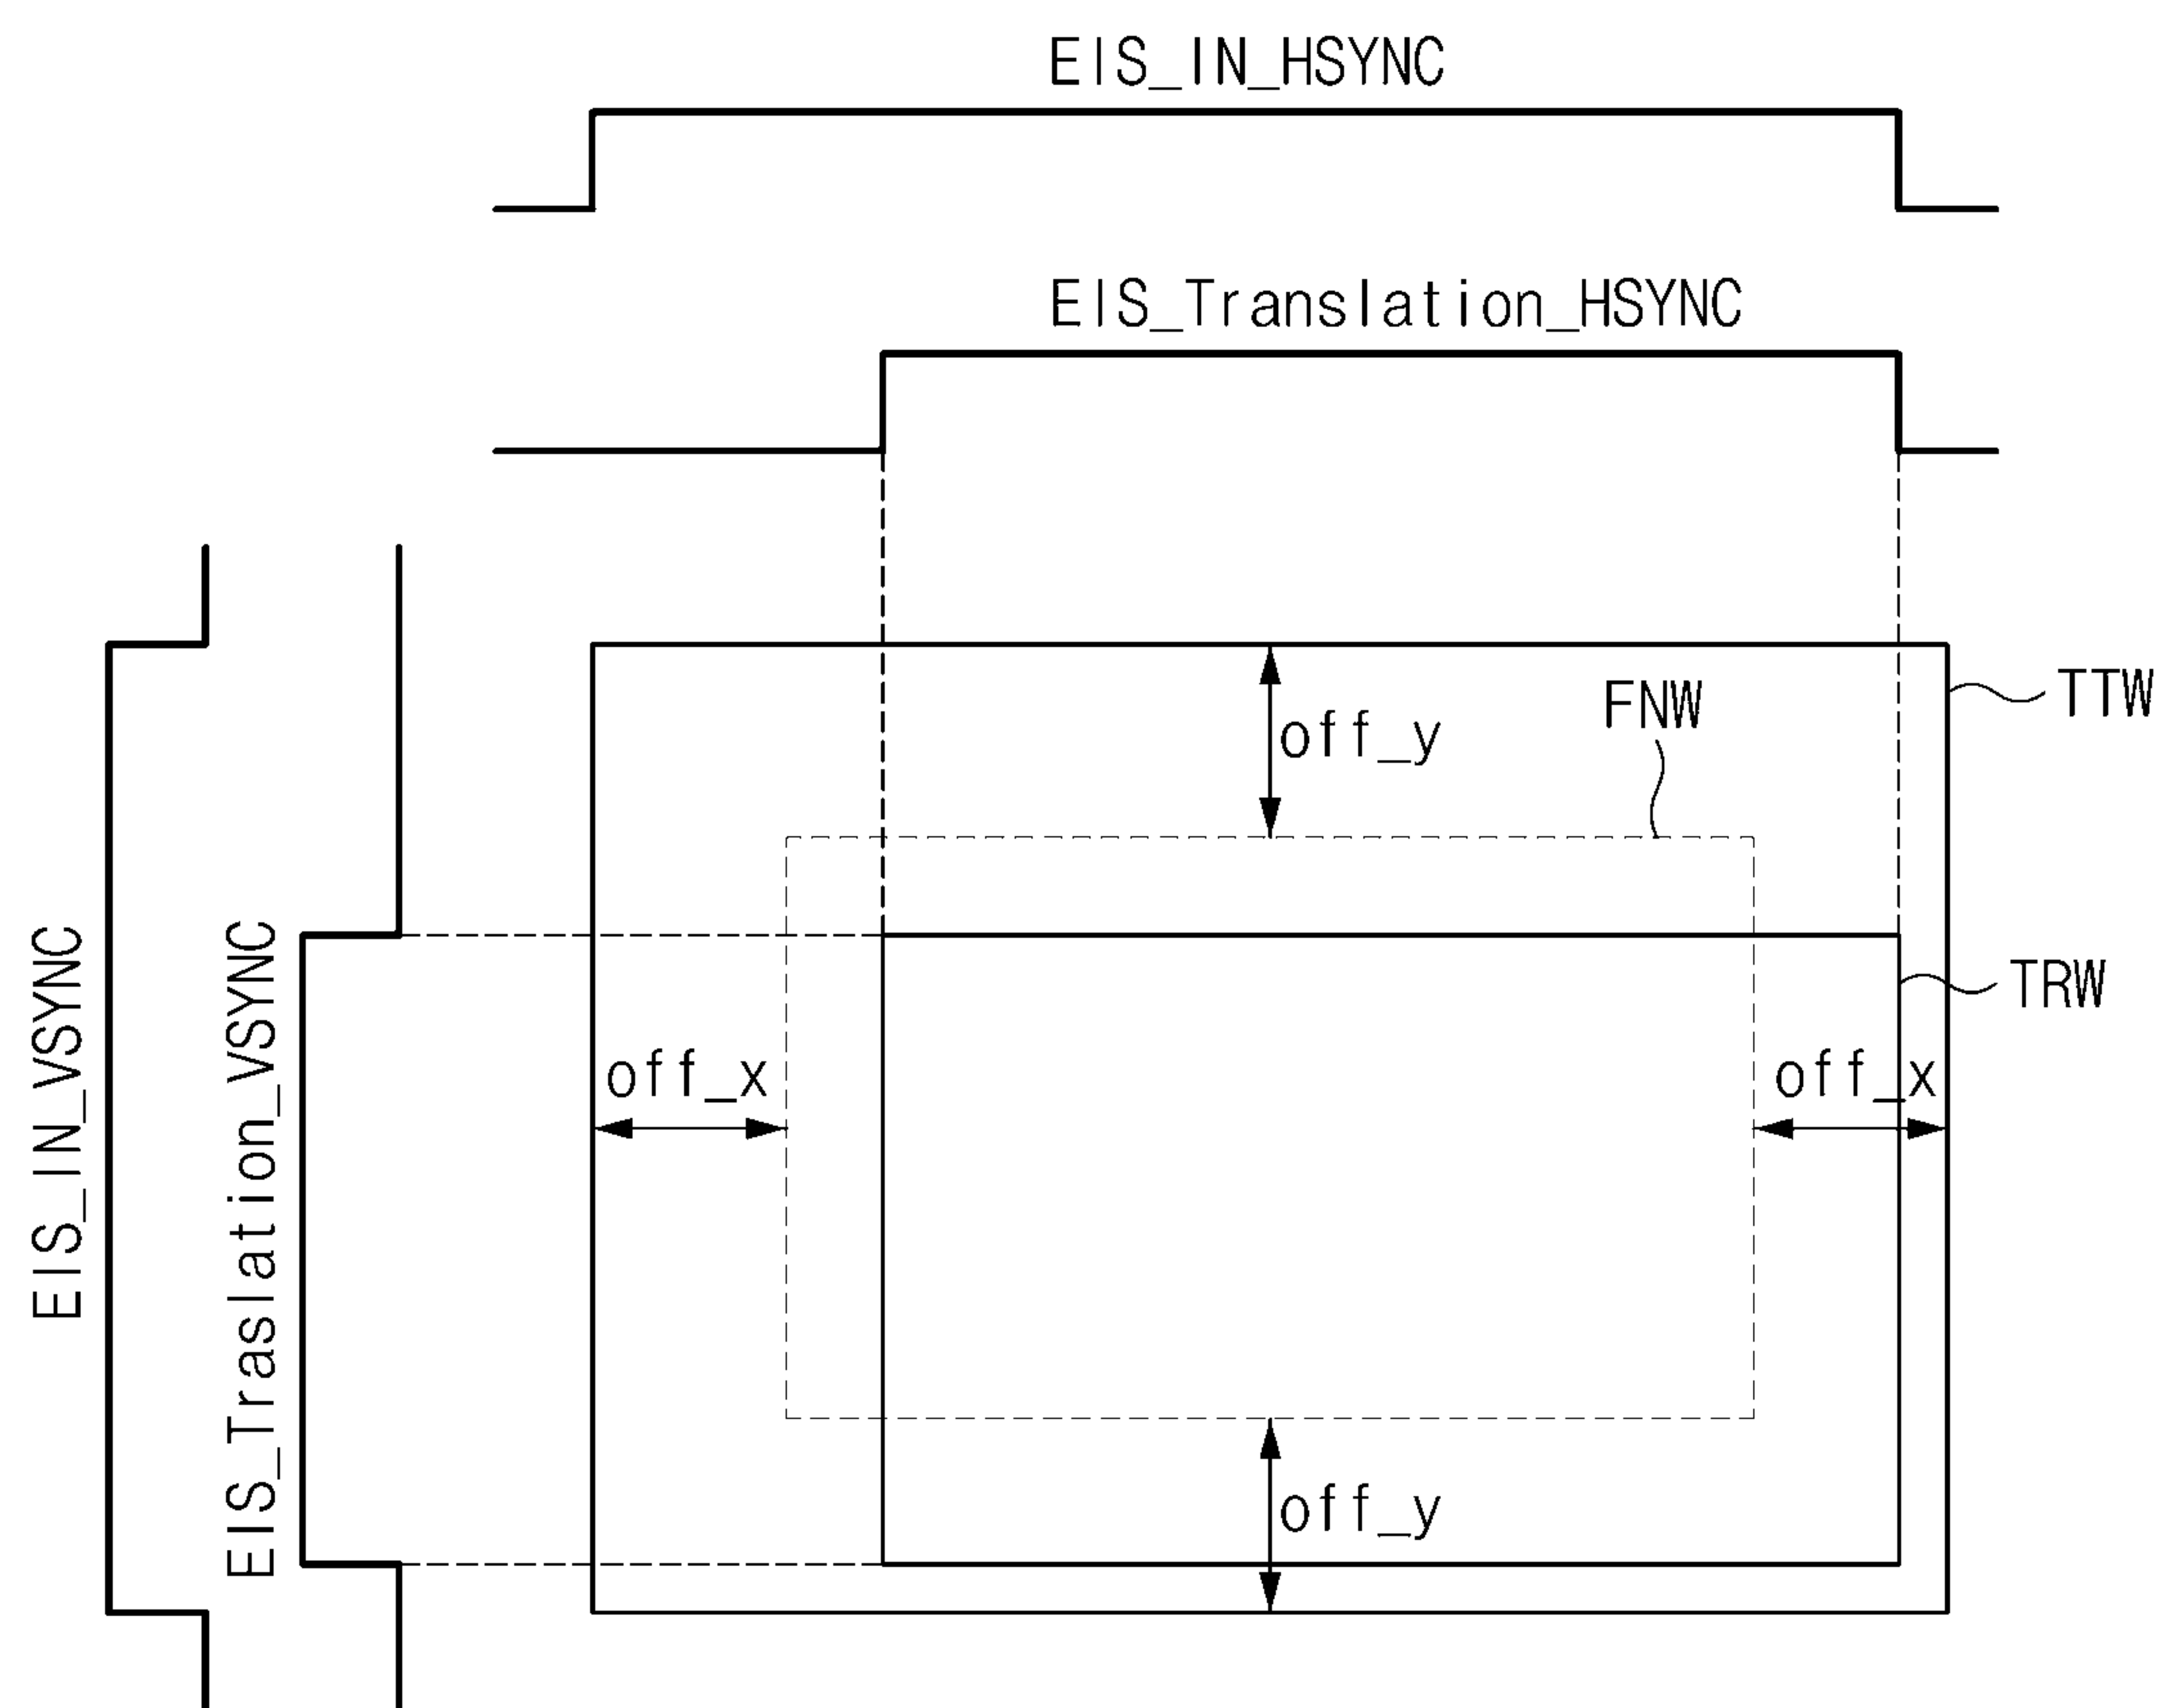 EIS_IN_HSYNC
EIS_Translation_HSYNC
TTW
FNW
off_y
EIS_IN_VSYNC
EIS_Traslation_VSYNC
TRW
off_x
off_x
off_y